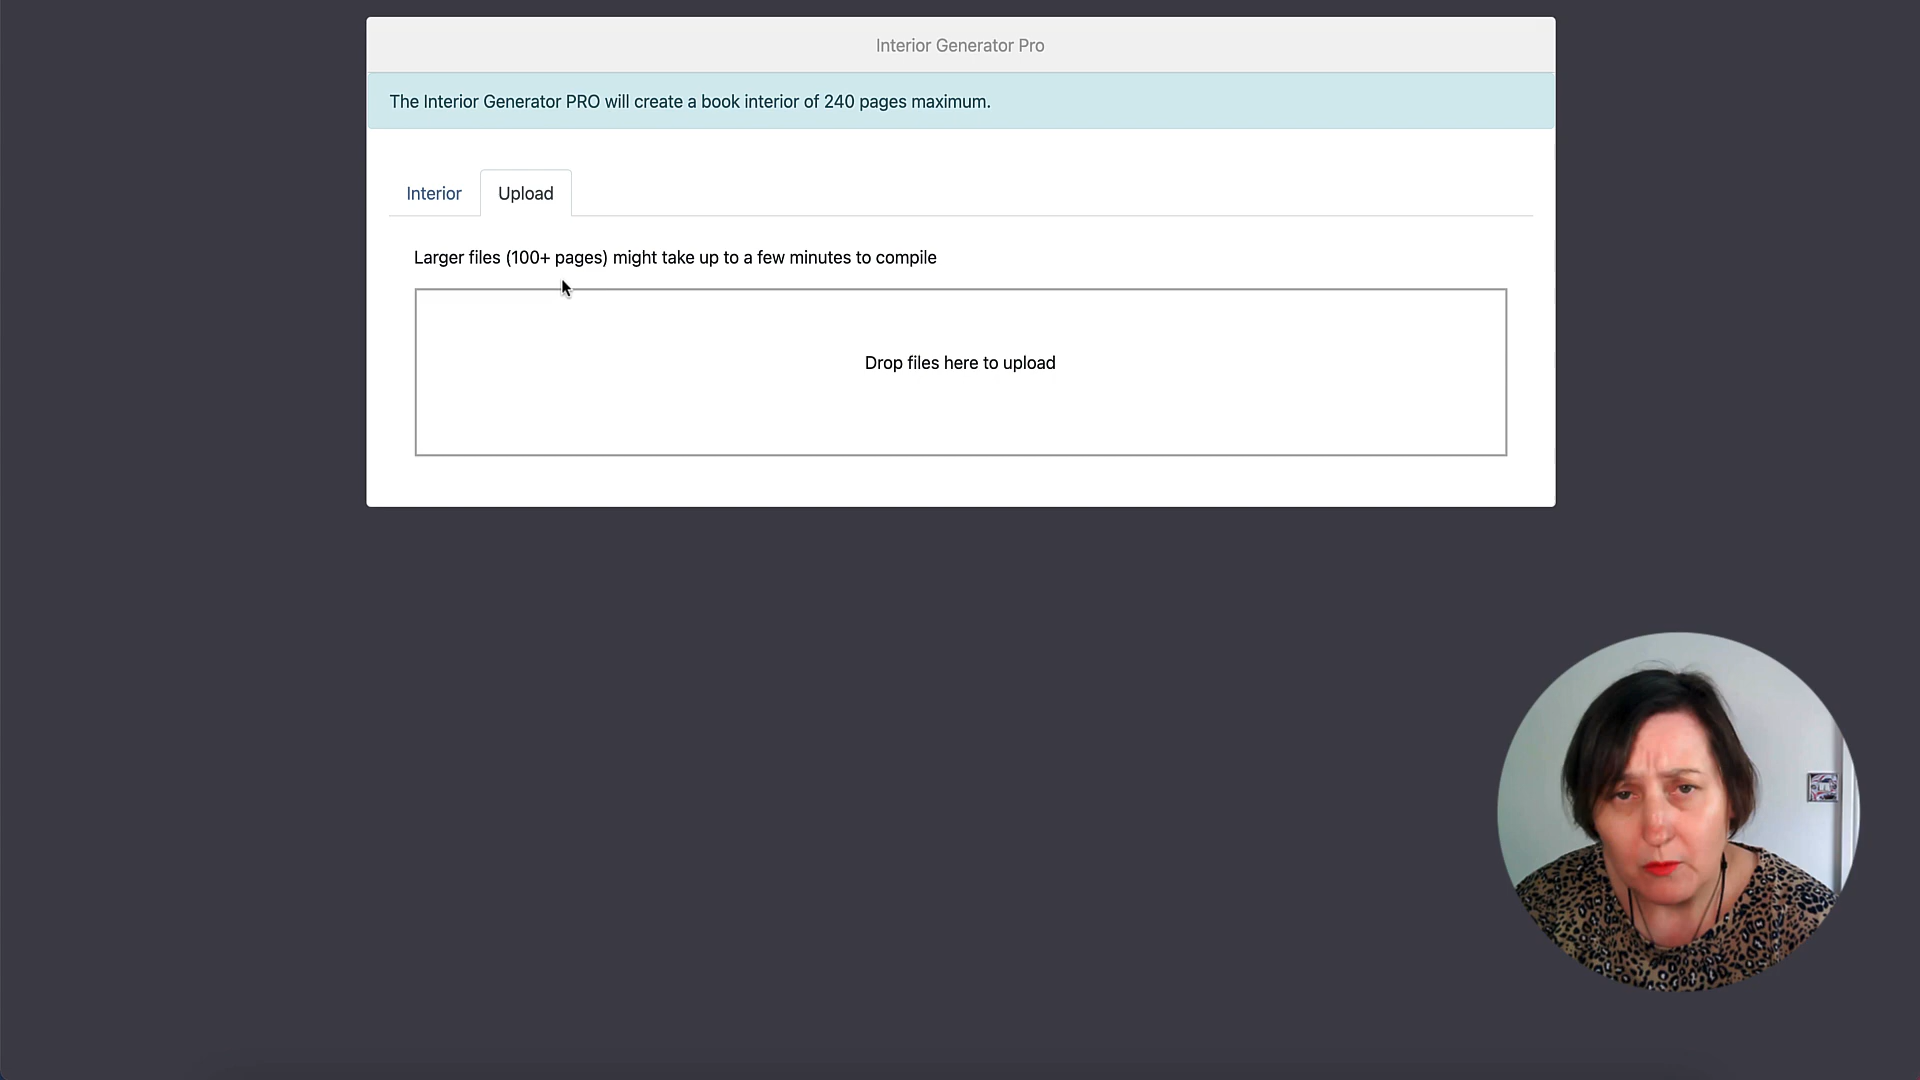 Interior Generator Pro
The Interior Generator PRO will create a book interior of 240 pages maximum.
Interior
Upload
Larger files (100+ pages) might take up to a few minutes to compile
Drop files here to upload